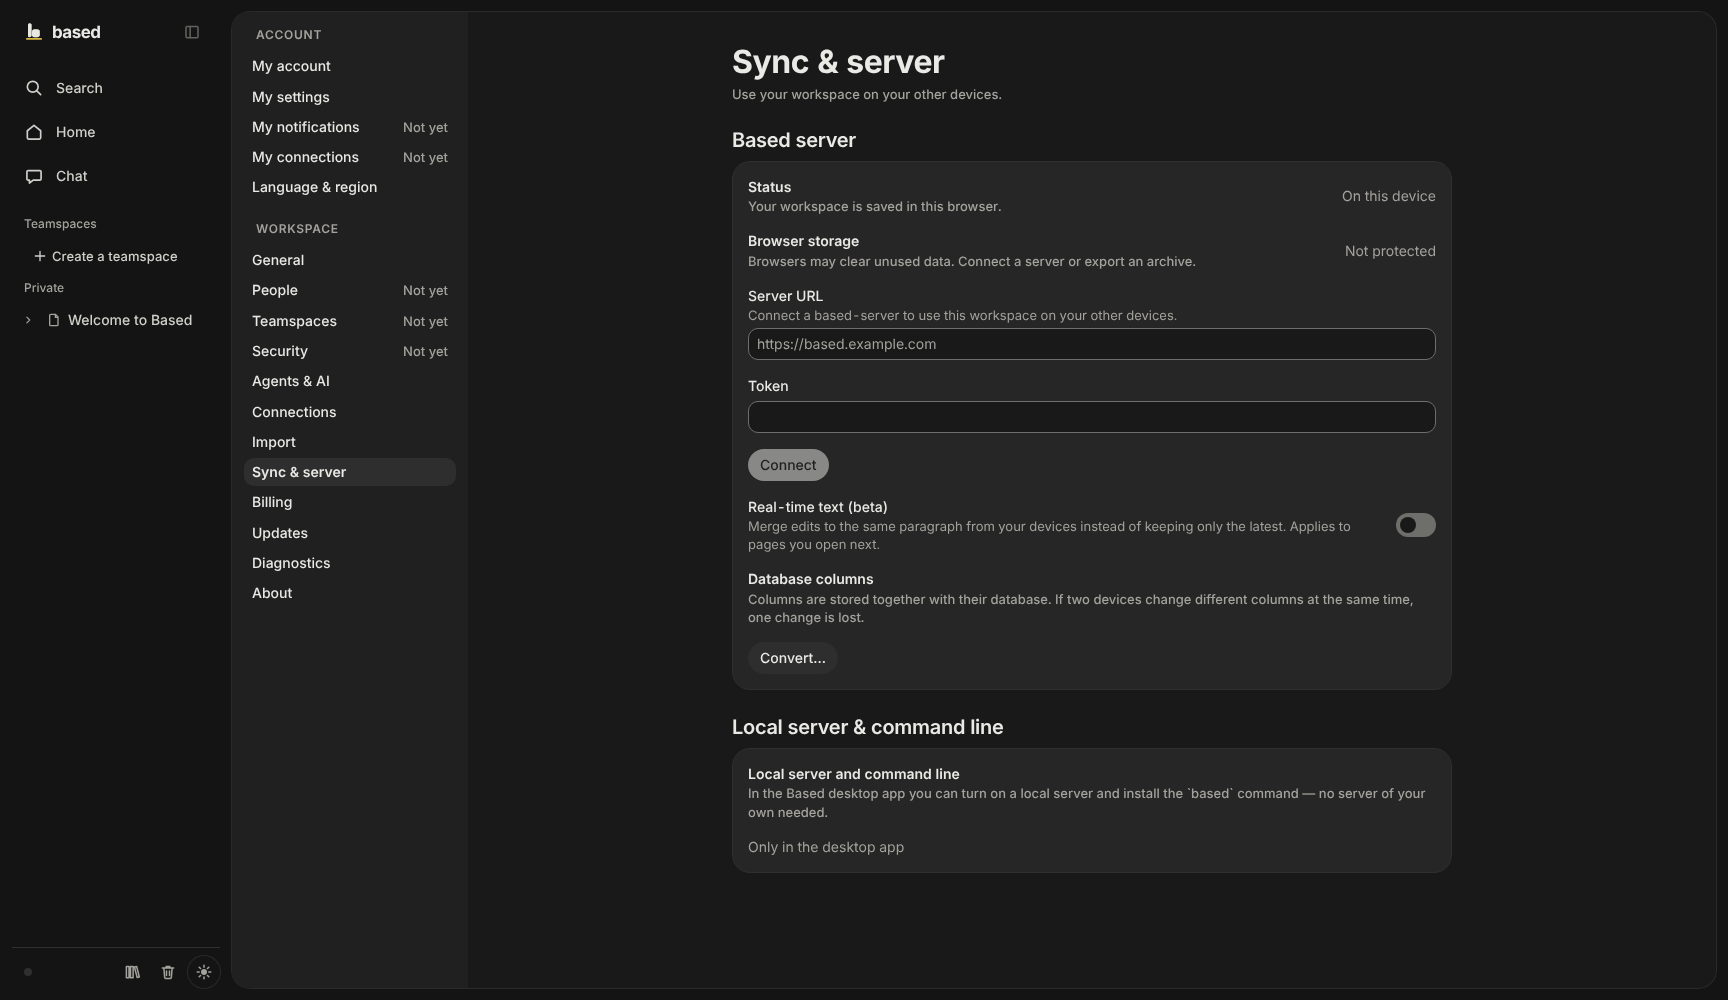 based
Search
Home
Chat
Teamspaces
Create a teamspace
Private
Welcome to Based
ACCOUNT
My account
My settings
My notifications Not yet
My connections Not yet
Language & region
WORKSPACE
General
People Not yet
Teamspaces Not yet
Security Not yet
Agents & AI
Connections
Import
Sync & server
Billing
Updates
Diagnostics
About
Sync & server
Use your workspace on your other devices.
Based server
Status
Your workspace is saved in this browser.
On this device
Browser storage
Browsers may clear unused data. Connect a server or export an archive.
Not protected
Server URL
Connect a based-server to use this workspace on your other devices.
https://based.example.com
Token
Connect
Real-time text (beta)
Merge edits to the same paragraph from your devices instead of keeping only the latest. Applies to
pages you open next.
Database columns
Columns are stored together with their database. If two devices change different columns at the same time,
one change is lost.
Convert...
Local server & command line
Local server and command line
In the Based desktop app you can turn on a local server and install the `based` command — no server of your
own needed.
Only in the desktop app